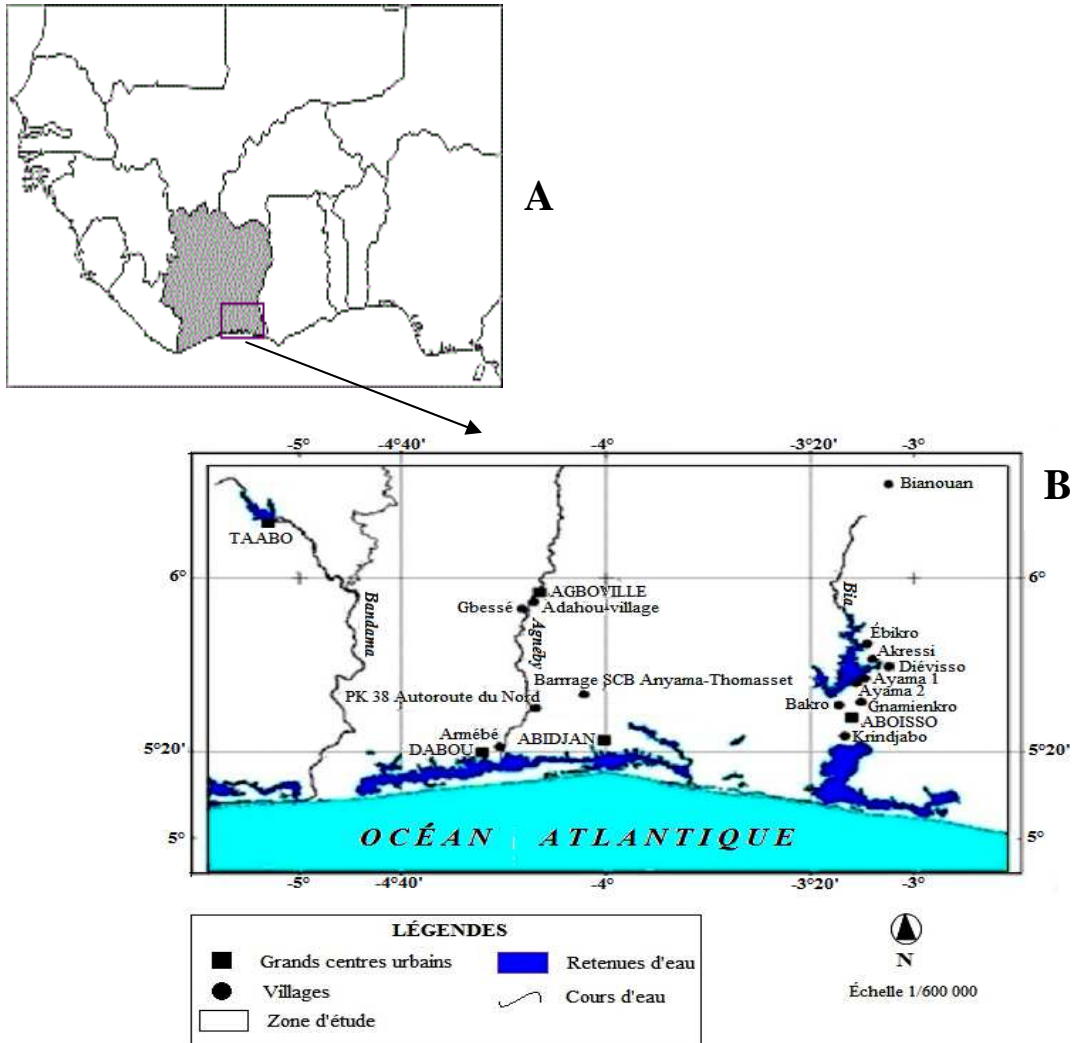 A
B
-5°
-4°40'
-4°
-3°20'
-3°
Bianouan
TAABO
6°
6°
Bandama
AGBOVILLE
Gbessé
Adahou-village
Agnéby
Bia
Ébikro
Akressi
Diévisso
Barrrage SCB Anyama-Thomasset
Ayama 1
Ayama 2
PK 38 Autoroute du Nord
Bakro
Gnamienkro
ABOISSO
Armébé
ABIDJAN
Krindjabo
DABOU
5°20'
5°20'
OCÉAN ATLANTIQUE
5°
5°
-5°
-4°40'
-4°
-3°20'
-3°
LÉGENDES
Grands centres urbains
Retenues d'eau
Villages
Cours d'eau
Zone d'étude
N
Échelle 1/600 000